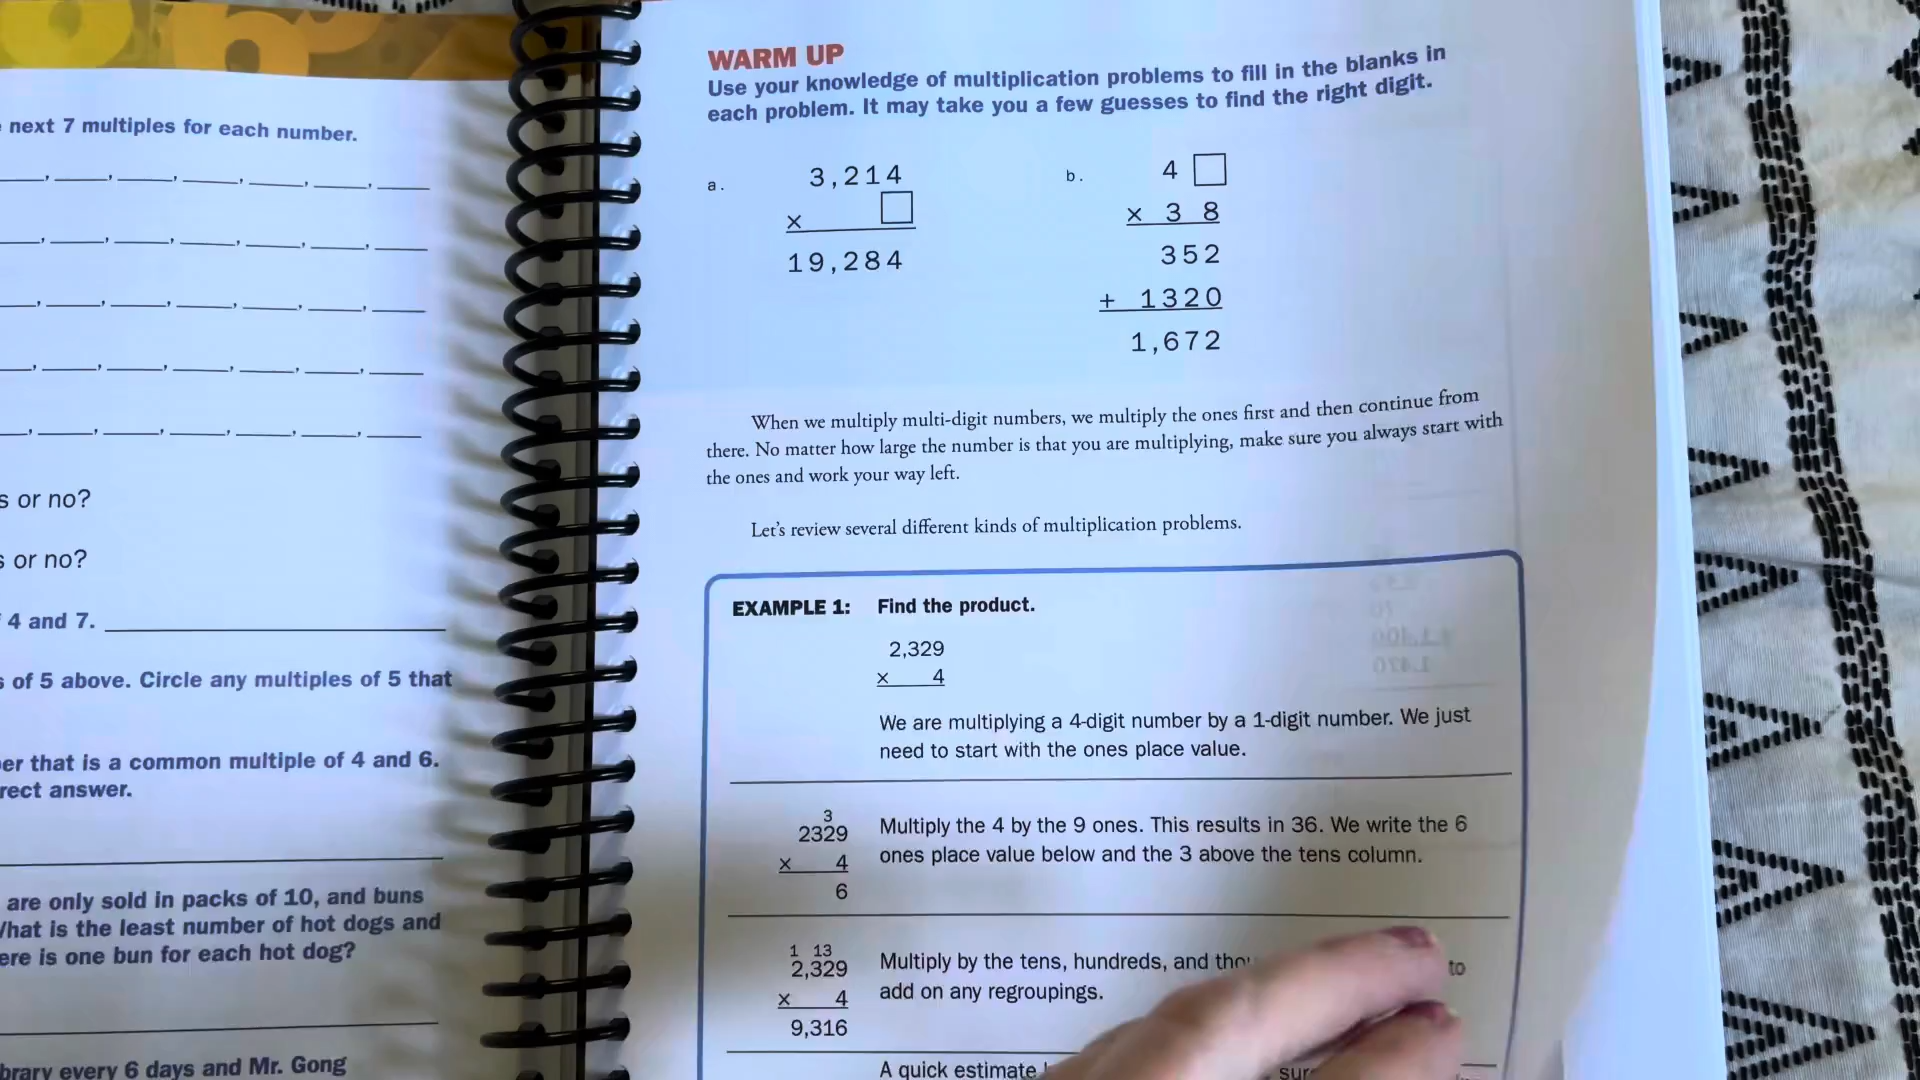 next 7 multiples for each number.
s or no?
s or no?
4 and 7.
s of 5 above. Circle any multiples of 5 that
er that is a common multiple of 4 and 6.
rect answer.
are only sold in packs of 10, and buns
What is the least number of hot dogs and
ere is one bun for each hot dog?
brary every 6 days and Mr. Gong
WARM UP
Use your knowledge of multiplication problems to fill in the blanks in
each problem. It may take you a few guesses to find the right digit.
a. 3,214
×
19,284
b. 4
× 3 8
352
+ 1320
1,672
When we multiply multi-digit numbers, we multiply the ones first and then continue from
there. No matter how large the number is that you are multiplying, make sure you always start with
the ones and work your way left.
Let's review several different kinds of multiplication problems.
EXAMPLE 1: Find the product.
2,329
× 4
We are multiplying a 4-digit number by a 1-digit number. We just
need to start with the ones place value.
3
2329
× 4
6
Multiply the 4 by the 9 ones. This results in 36. We write the 6
ones place value below and the 3 above the tens column.
1 13
2,329
× 4
9,316
Multiply by the tens, hundreds, and tho to
add on any regroupings.
A quick estimate sur